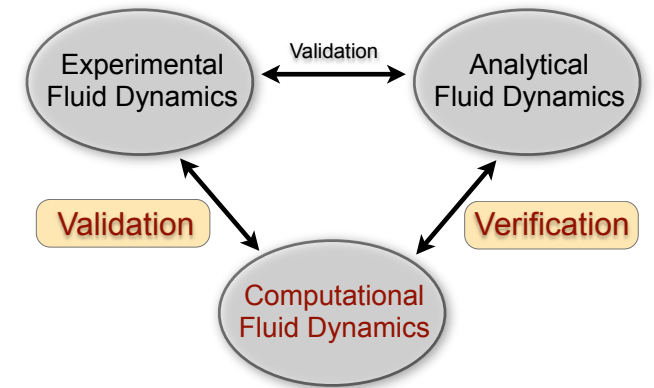 Experimental
Fluid Dynamics
Validation
Analytical
Fluid Dynamics
Validation
Verification
Computational
Fluid Dynamics